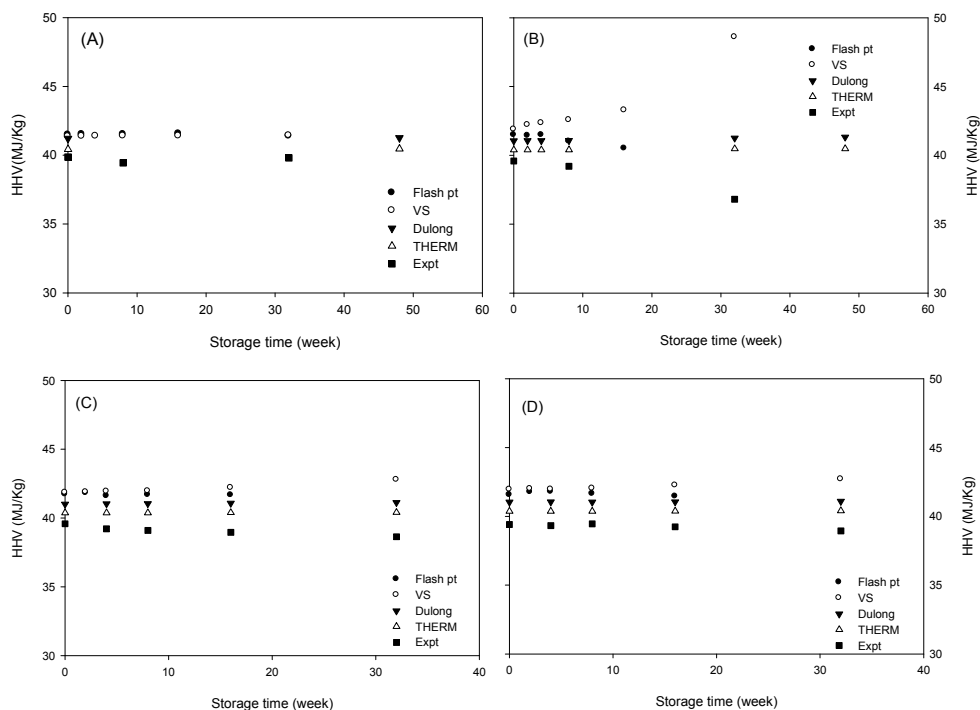 (A)
50
45
40
35
30
HHV(MJ/Kg)
Flash pt
VS
Dulong
THERM
Expt
0 10 20 30 40 50 60
Storage time (week)
(B)
50
45
40
35
30
HHV (MJ/Kg)
Flash pt
VS
Dulong
THERM
Expt
0 10 20 30 40 50 60
Storage time (week)
(C)
50
45
40
35
30
HHV (MJ/Kg)
Flash pt
VS
Dulong
THERM
Expt
0 10 20 30 40
Storage time (week)
(D)
50
45
40
35
30
HHV (MJ/Kg)
Flash pt
VS
Dulong
THERM
Expt
0 10 20 30 40
Storage time (week)